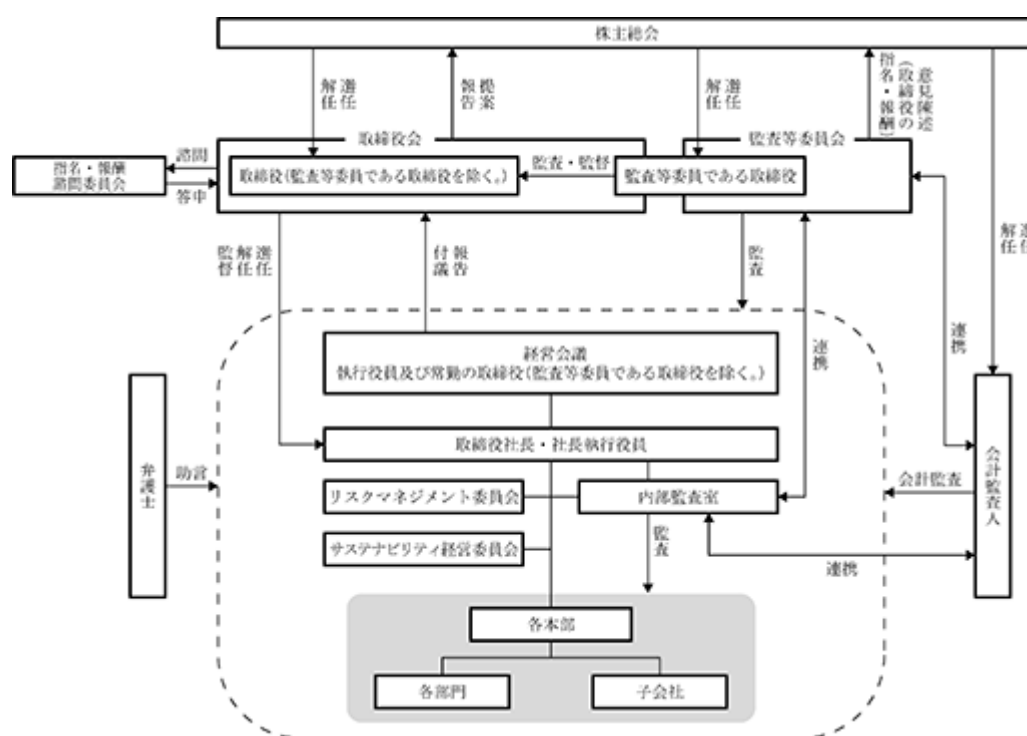 株主総会
選任
解任
提案
報告
選任
解任
意見陳述
(取締役の
指名・報酬)
取締役会
監査等委員会
諮問
指名・報酬
諮問委員会
答申
取締役(監査等委員である取締役を除く。)
監査・監督
監査等委員である取締役
選任
解任
監督
報告
付議
監査
選任
解任
連携
連携
経営会議
執行役員及び常勤の取締役(監査等委員である取締役を除く。)
取締役社長・社長執行役員
弁護士
助言
リスクマネジメント委員会
内部監査室
会計監査
会計監査人
サステナビリティ経営委員会
監査
連携
各本部
各部門
子会社